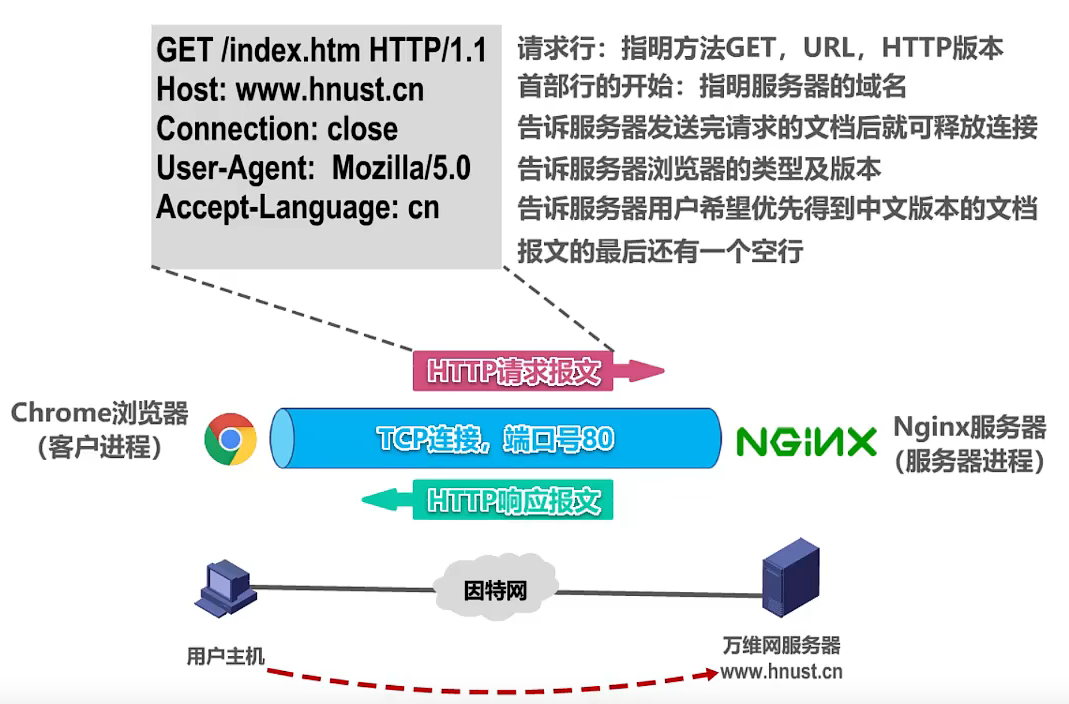 GET /index.htm HTTP/1.1
请求行：指明方法GET，URL，HTTP版本
Host: www.hnust.cn
首部行的开始：指明服务器的域名
Connection: close
告诉服务器发送完请求的文档后就可释放连接
User-Agent:  Mozilla/5.0
告诉服务器浏览器的类型及版本
Accept-Language: cn
告诉服务器用户希望优先得到中文版本的文档
报文的最后还有一个空行
HTTP请求报文
Chrome浏览器
（客户进程）
TCP连接，端口号80
NGINX
Nginx服务器
（服务器进程）
HTTP响应报文
因特网
用户主机
万维网服务器
www.hnust.cn